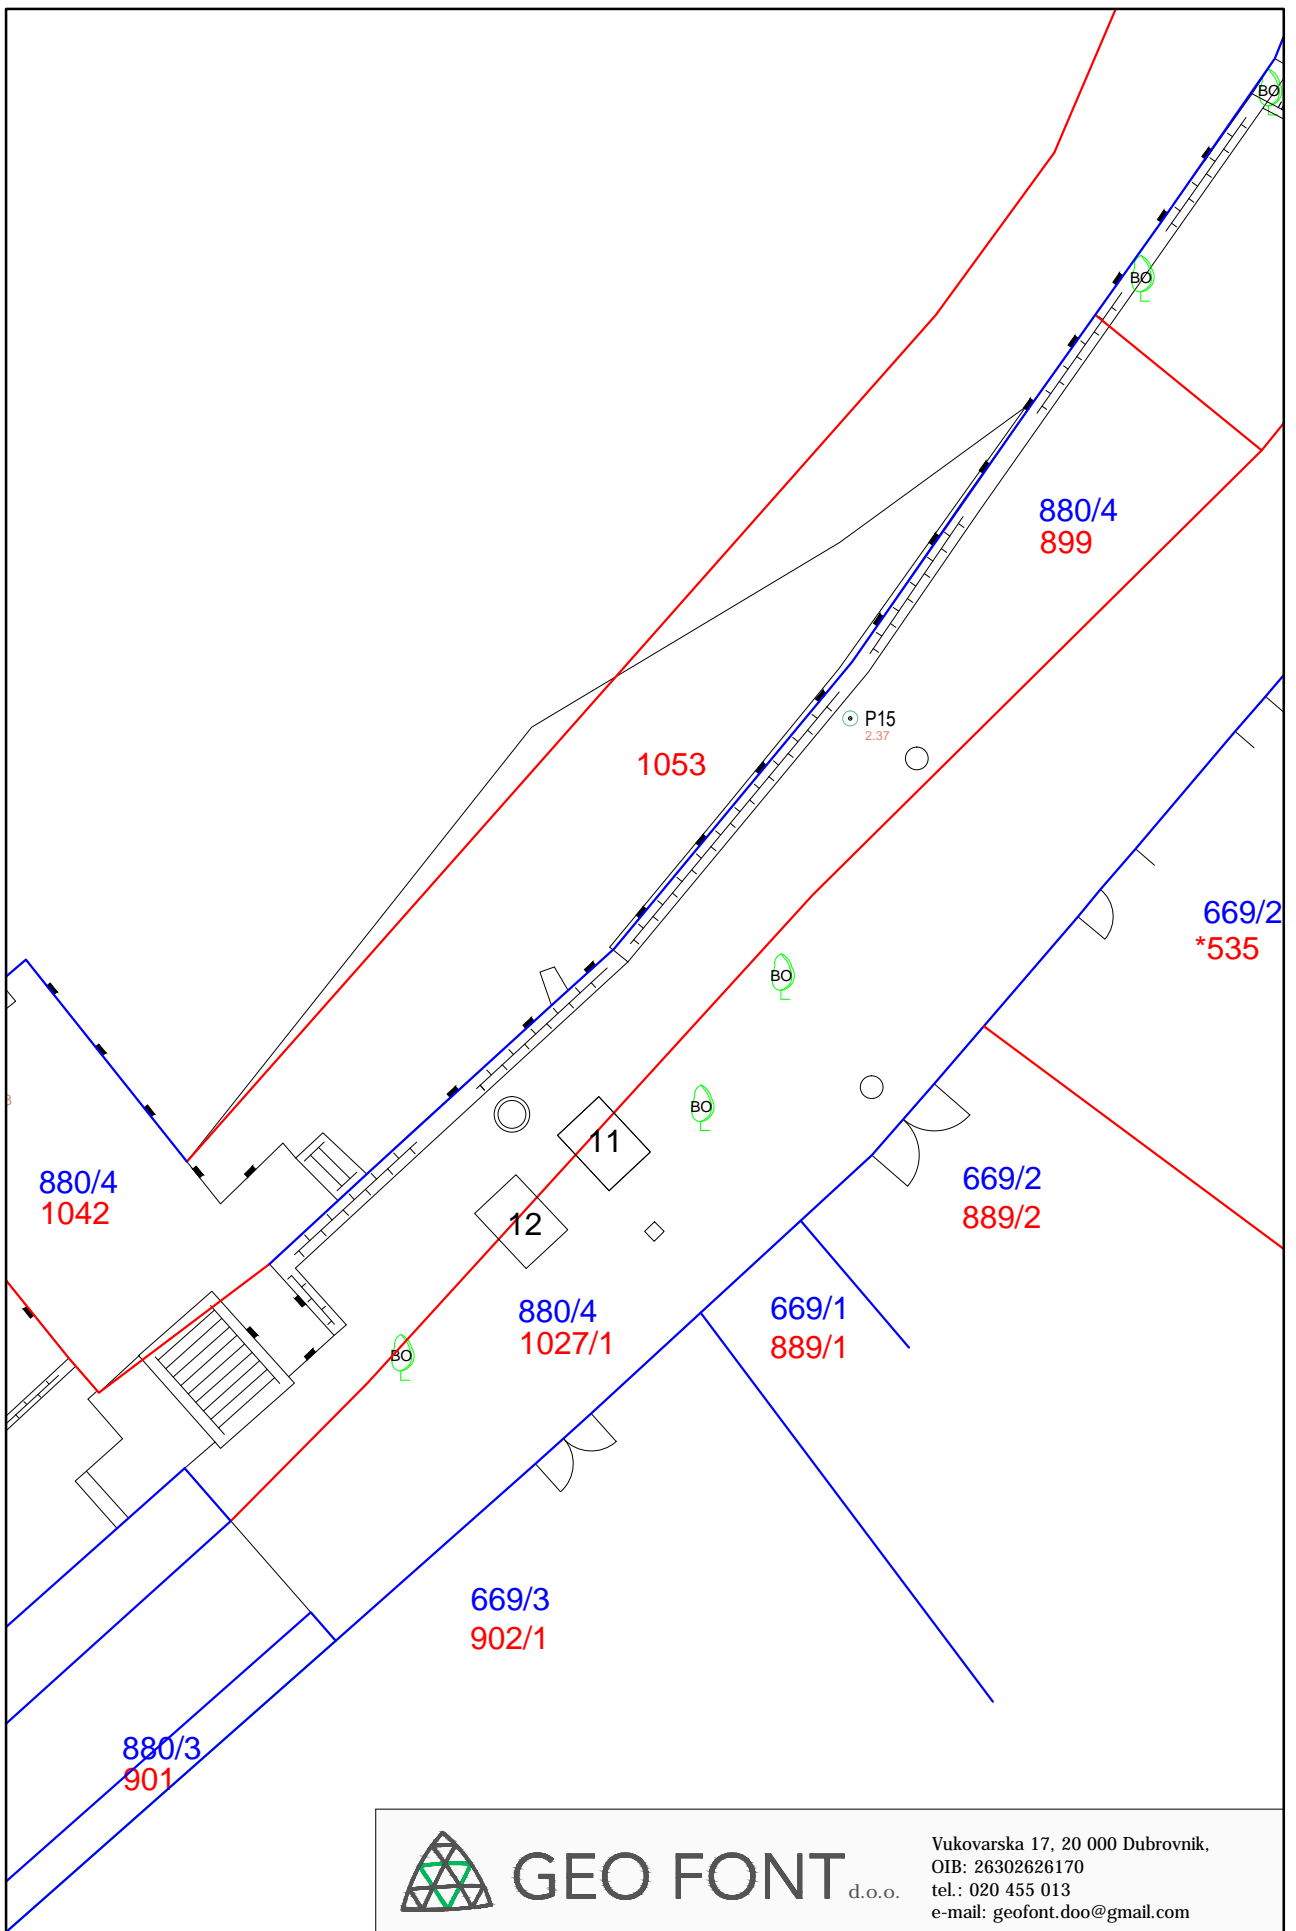 BO
BO
880/4
899
P15
2.37
1053
669/2
*535
BO
BO
11
880/4
1042
669/2
889/2
12
880/4
1027/1
669/1
889/1
BO
669/3
902/1
880/3
901
GEO FONT d.o.o.
Vukovarska 17, 20 000 Dubrovnik,
OIB: 26302626170
tel.: 020 455 013
e-mail: geofont.doo@gmail.com